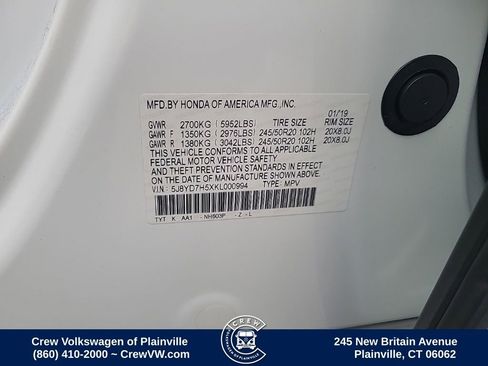 MFD.BY HONDA OF AMERICA MFG.,INC.
01/19
GVWR 2700KG (5952LBS) TIRE SIZE RIM SIZE
GAWR F 1350KG (2976LBS) 245/50R20 102H 20X8.0J
GAWR R 1380KG (3042LBS) 245/50R20 102H 20X8.0J
THIS VEHICLE CONFORMS TO ALL APPLICABLE
FEDERAL MOTOR VEHICLE SAFETY
AND THEFT PREVENTION STANDARDS IN EFFECT
ON THE DATE OF MANUFACTURE SHOWN ABOVE.
V.I.N: 5J8YD7H5XKL000994 TYPE: MPV
TYT K AA1 -NH603P -Z-L
CREW
Crew Volkswagen of Plainville
(860) 410-2000 ~ CrewVW.com
245 New Britain Avenue
Plainville, CT 06062